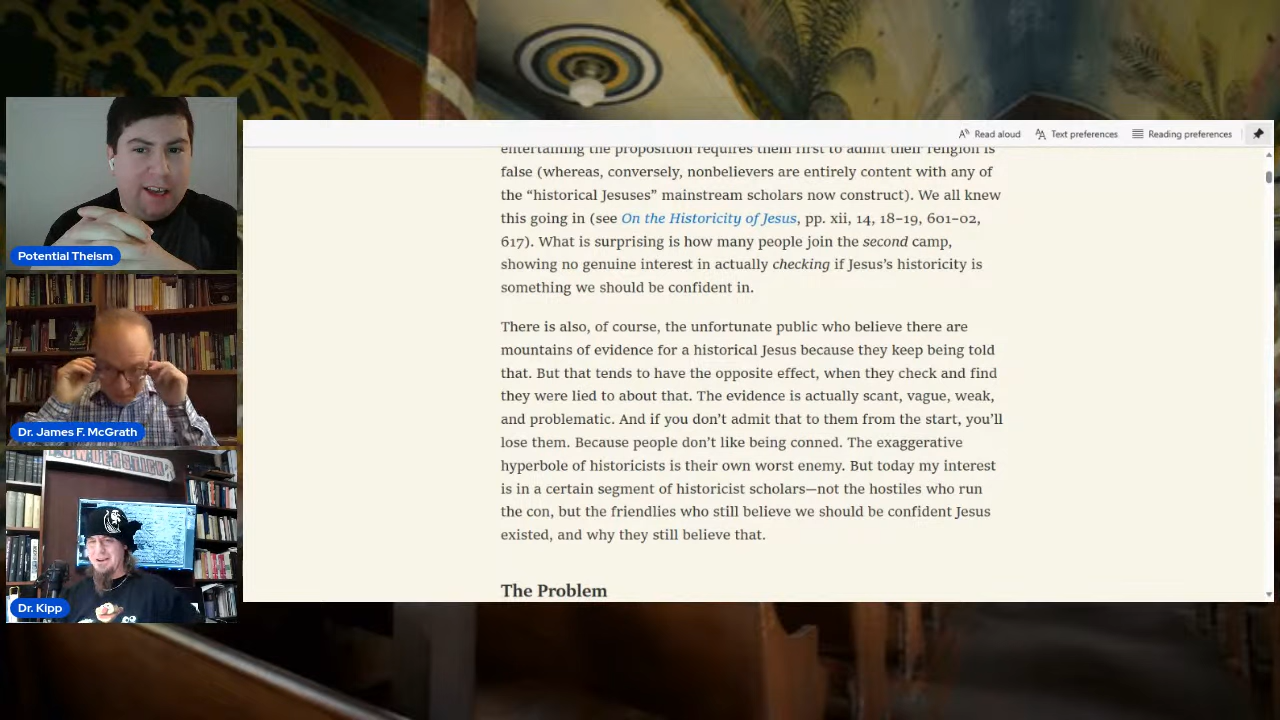 Read aloud
Text preferences
Reading preferences
entertaining the proposition requires them first to admit their religion is
false (whereas, conversely, nonbelievers are entirely content with any of
the “historical Jesuses” mainstream scholars now construct). We all knew
this going in (see On the Historicity of Jesus, pp. xii, 14, 18–19, 601–02,
617). What is surprising is how many people join the second camp,
showing no genuine interest in actually checking if Jesus’s historicity is
something we should be confident in.
There is also, of course, the unfortunate public who believe there are
mountains of evidence for a historical Jesus because they keep being told
that. But that tends to have the opposite effect, when they check and find
they were lied to about that. The evidence is actually scant, vague, weak,
and problematic. And if you don’t admit that to them from the start, you’ll
lose them. Because people don’t like being conned. The exaggerative
hyperbole of historicists is their own worst enemy. But today my interest
is in a certain segment of historicist scholars—not the hostiles who run
the con, but the friendlies who still believe we should be confident Jesus
existed, and why they still believe that.
The Problem
Potential Theism
Dr. James F. McGrath
Dr. Kipp